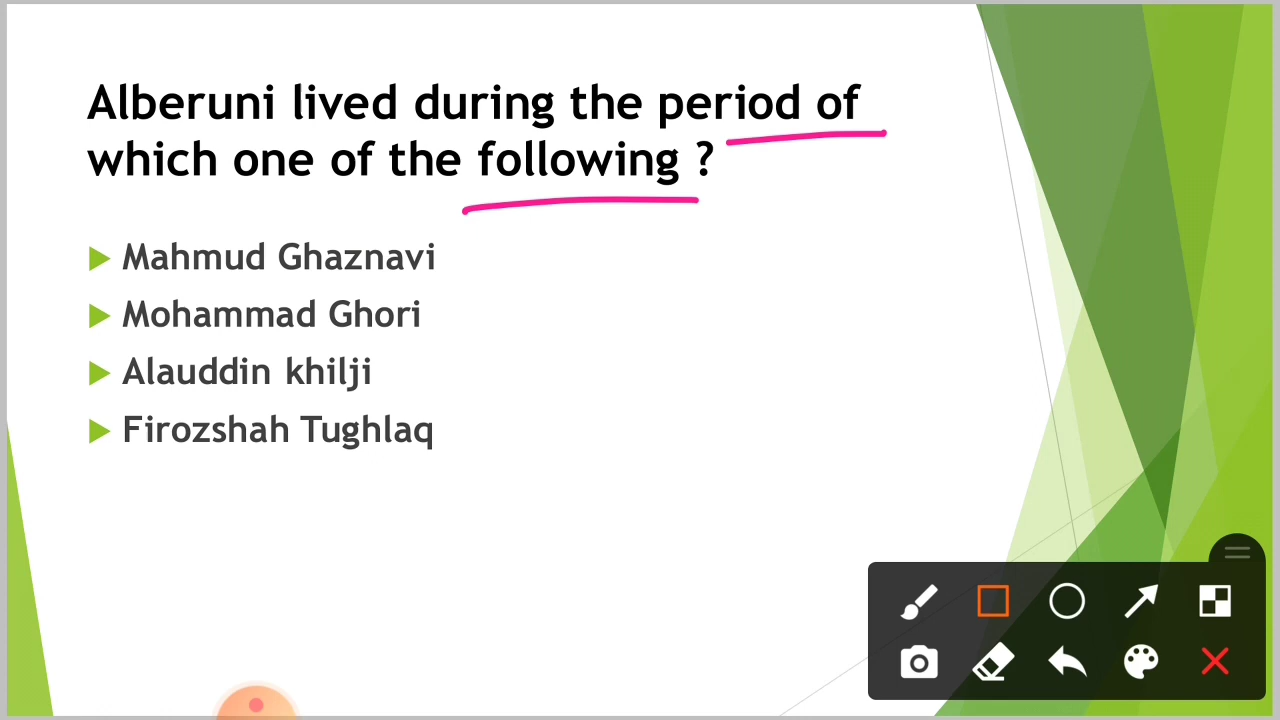 Alberuni lived during the period of
which one of the following ?
Mahmud Ghaznavi
Mohammad Ghori
Alauddin khilji
Firozshah Tughlaq